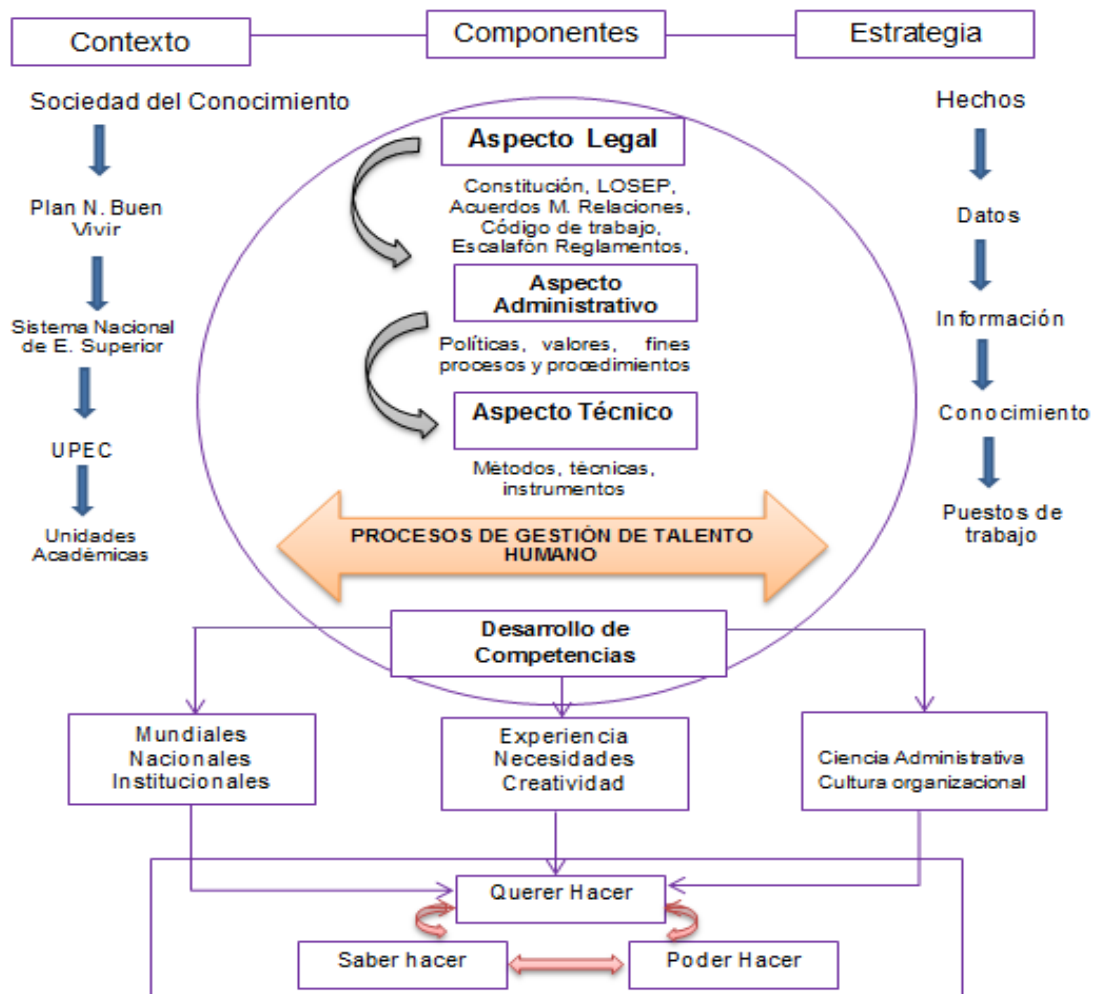 Contexto
Componentes
Estrategia
Sociedad del Conocimiento
Plan N. Buen
Vivir
Sistema Nacional
de E. Superior
UPEC
Unidades
Académicas
Aspecto Legal
Constitución, LOSEP,
Acuerdos M. Relaciones,
Código de trabajo,
Escalafón Reglamentos,
Aspecto
Administrativo
Políticas, valores, fines
procesos y procedimientos
Aspecto Técnico
Métodos, técnicas,
instrumentos
PROCESOS DE GESTIÓN DE TALENTO
HUMANO
Hechos
Datos
Información
Conocimiento
Puestos de
trabajo
Desarrollo de
Competencias
Mundiales
Nacionales
Institucionales
Experiencia
Necesidades
Creatividad
Ciencia Administrativa
Cultura organizacional
Querer Hacer
Saber hacer
Poder Hacer